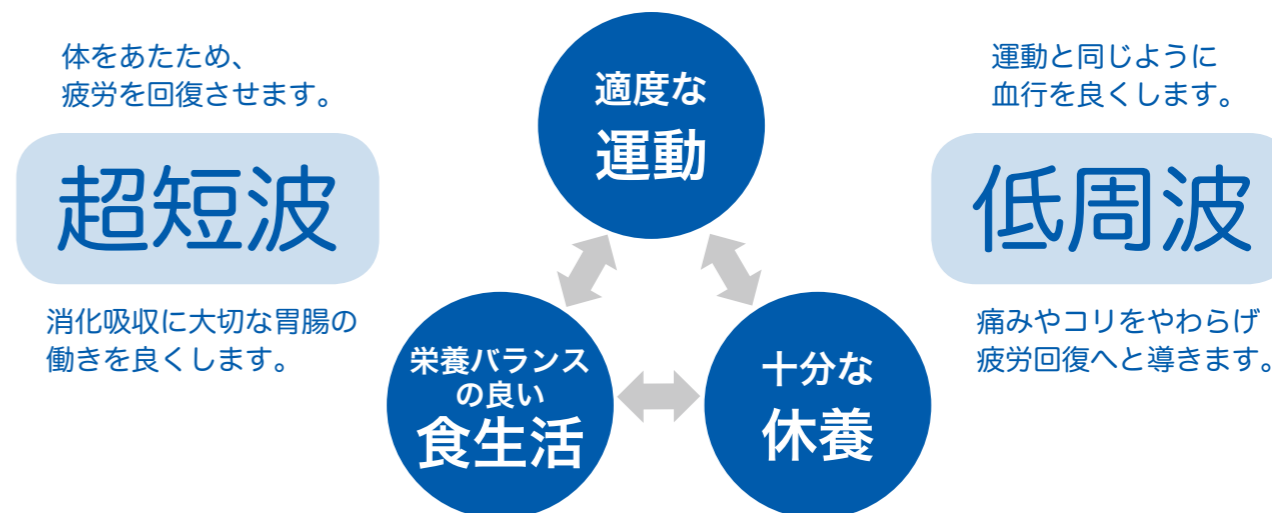 体をあたため、
疲労を回復させます。
超短波
消化吸収に大切な胃腸の
働きを良くします。
適度な
運動
栄養バランス
の良い
食生活
十分な
休養
運動と同じように
血行を良くします。
低周波
痛みやコリをやわらげ
疲労回復へと導きます。